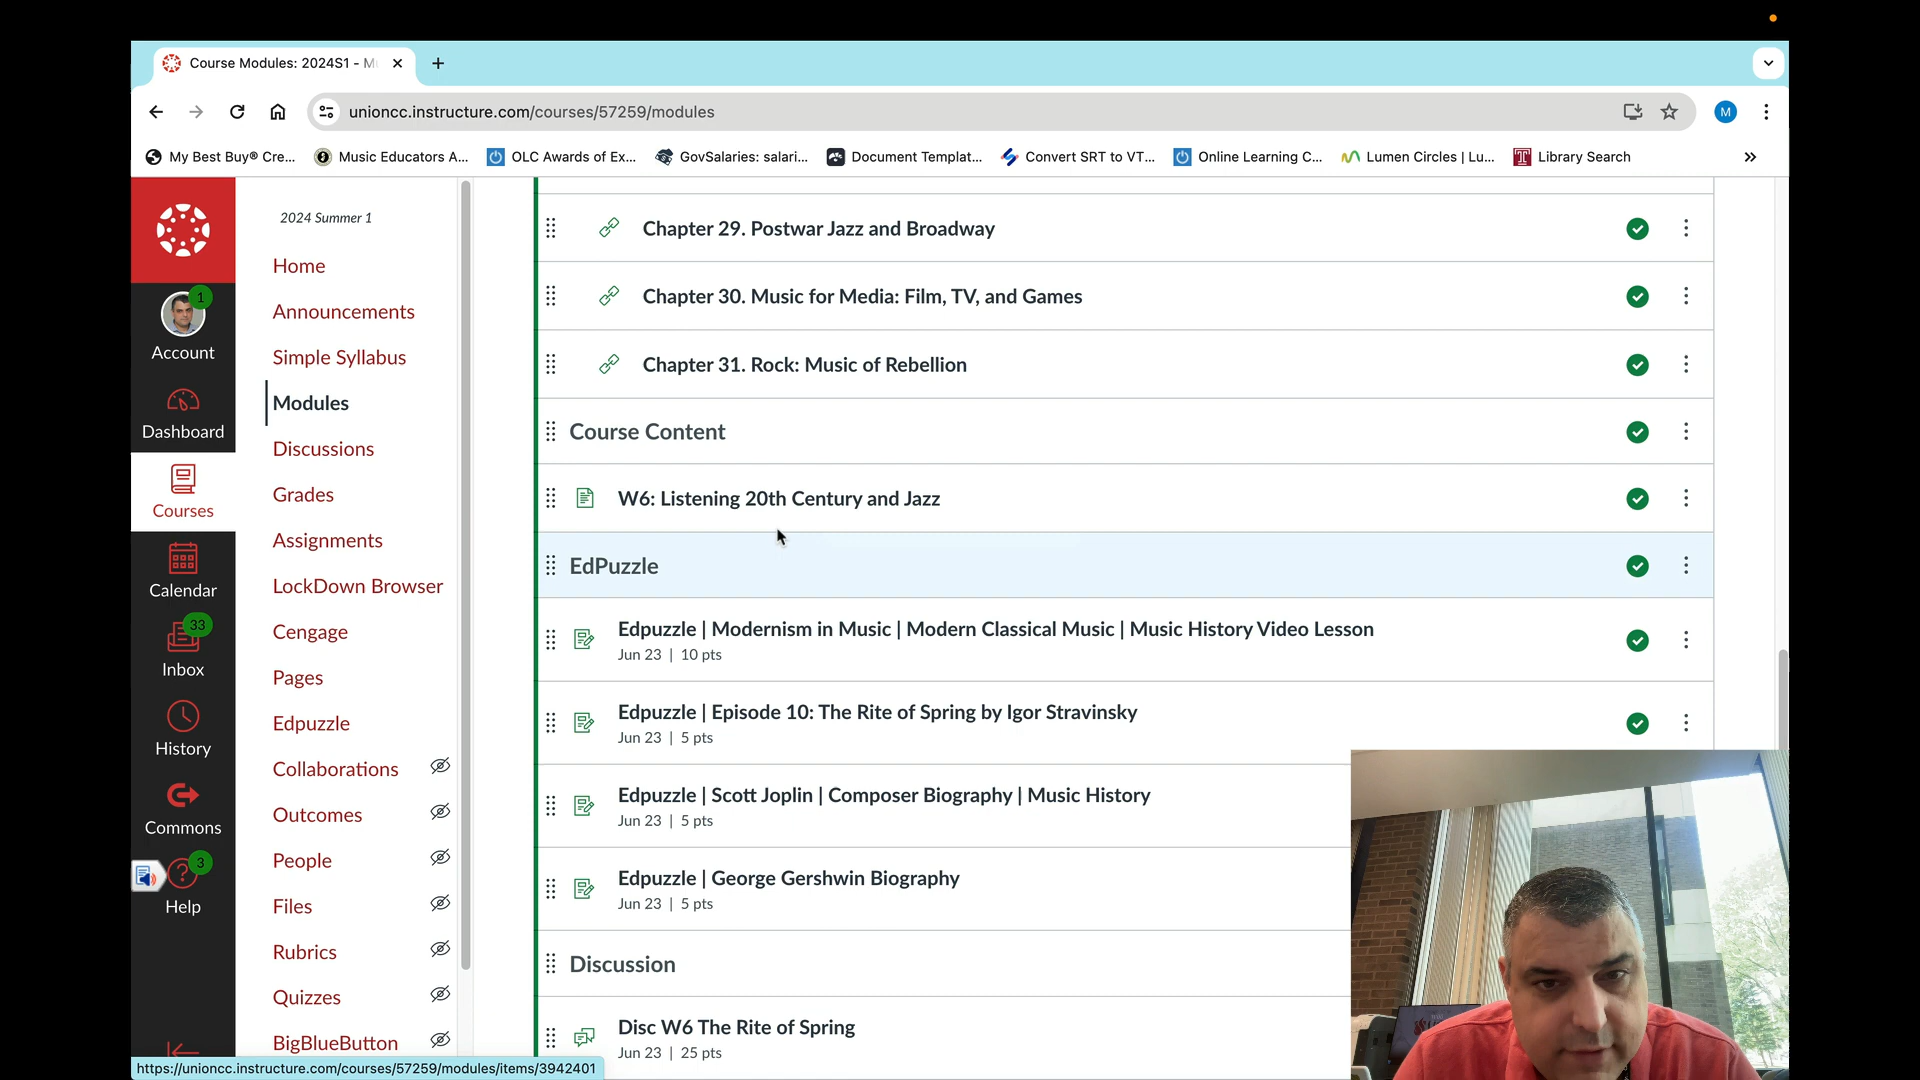 Course Modules: 2024S1 - M
unioncc.instructure.com/courses/57259/modules
M
My Best Buy® Cre...
Music Educators A...
OLC Awards of Ex...
GovSalaries: salari...
Document Templat...
Convert SRT to VT...
Online Learning C...
Lumen Circles | Lu...
Library Search
1
Account
Dashboard
Courses
Calendar
33
Inbox
History
Commons
3
Help
2024 Summer 1
Home
Announcements
Simple Syllabus
Modules
Discussions
Grades
Assignments
LockDown Browser
Cengage
Pages
Edpuzzle
Collaborations
Outcomes
People
Files
Rubrics
Quizzes
BigBlueButton
Chapter 29. Postwar Jazz and Broadway
Chapter 30. Music for Media: Film, TV, and Games
Chapter 31. Rock: Music of Rebellion
Course Content
W6: Listening 20th Century and Jazz
EdPuzzle
Edpuzzle | Modernism in Music | Modern Classical Music | Music History Video Lesson
Jun 23 | 10 pts
Edpuzzle | Episode 10: The Rite of Spring by Igor Stravinsky
Jun 23 | 5 pts
Edpuzzle | Scott Joplin | Composer Biography | Music History
Jun 23 | 5 pts
Edpuzzle | George Gershwin Biography
Jun 23 | 5 pts
Discussion
Disc W6 The Rite of Spring
Jun 23 | 25 pts
https://unioncc.instructure.com/courses/57259/modules/items/3942401